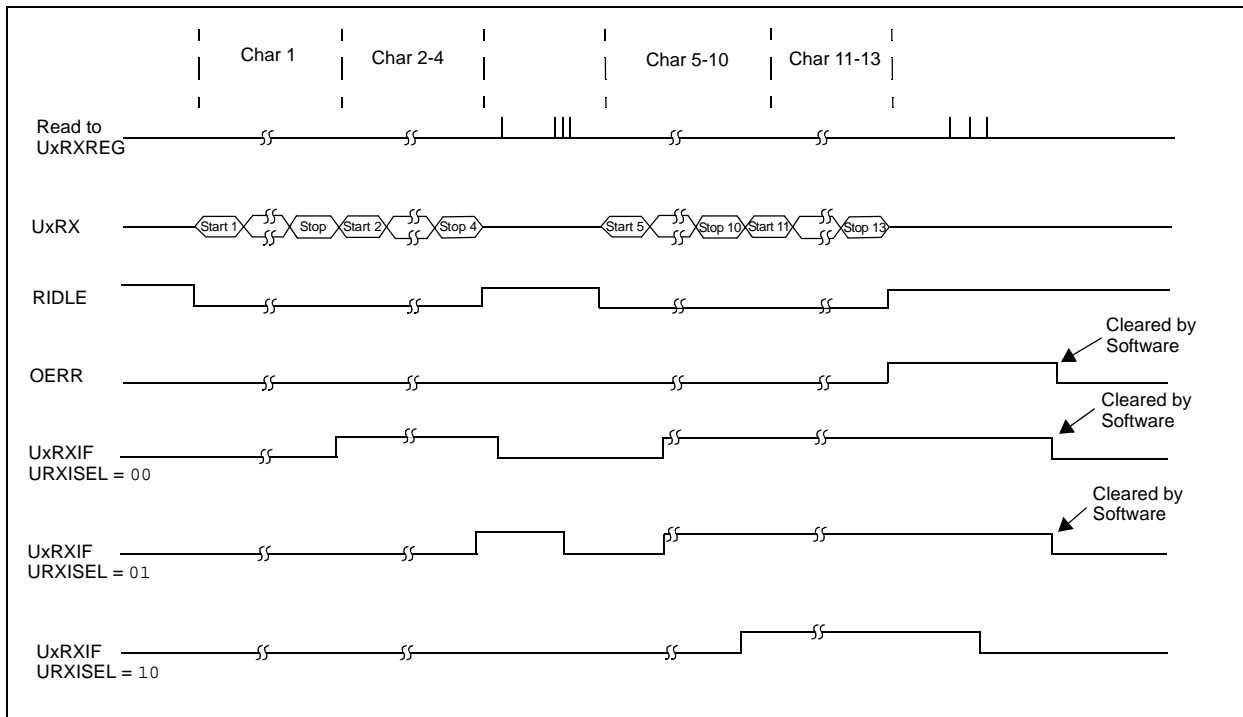 Char 1
Char 2-4
Char 5-10
Char 11-13
Read to
UxRXREG
UxRX
Start 1
Stop
Start 2
Stop 4
Start 5
Stop 10
Start 11
Stop 13
RIDLE
Cleared by
Software
OERR
Cleared by
Software
UxRXIF
URXISEL = 00
Cleared by
Software
UxRXIF
URXISEL = 01
UxRXIF
URXISEL = 10